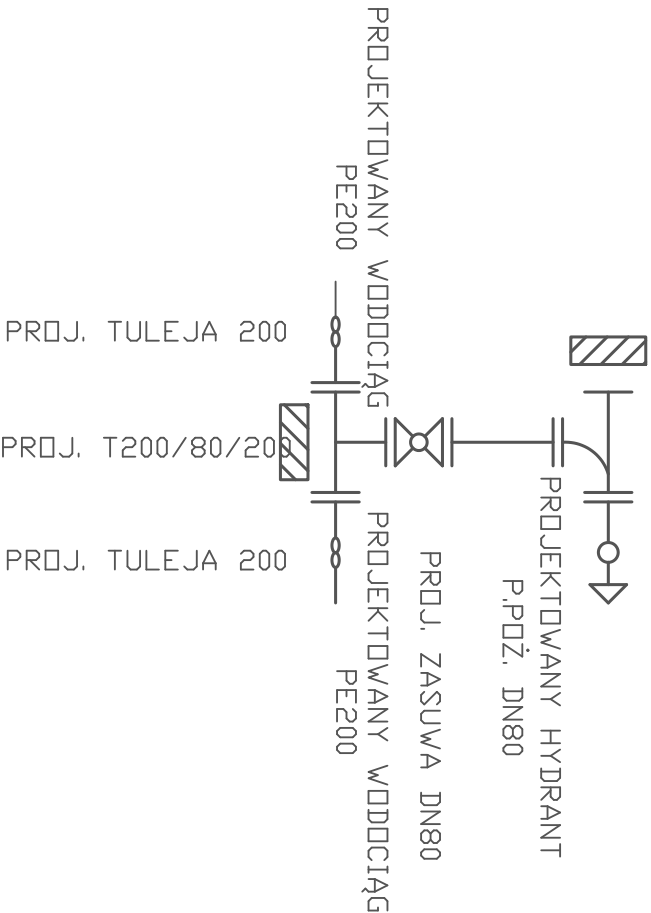 PROJEKTOWANY WODOCIĄG
PE200
PROJ. TULEJA 200
PROJ. T200/80/200
PROJ. TULEJA 200
PROJEKTOWANY WODOCIĄG
PE200
PROJ. ZASUWA DN80
PROJEKTOWANY HYDRANT
P.POŻ. DN80